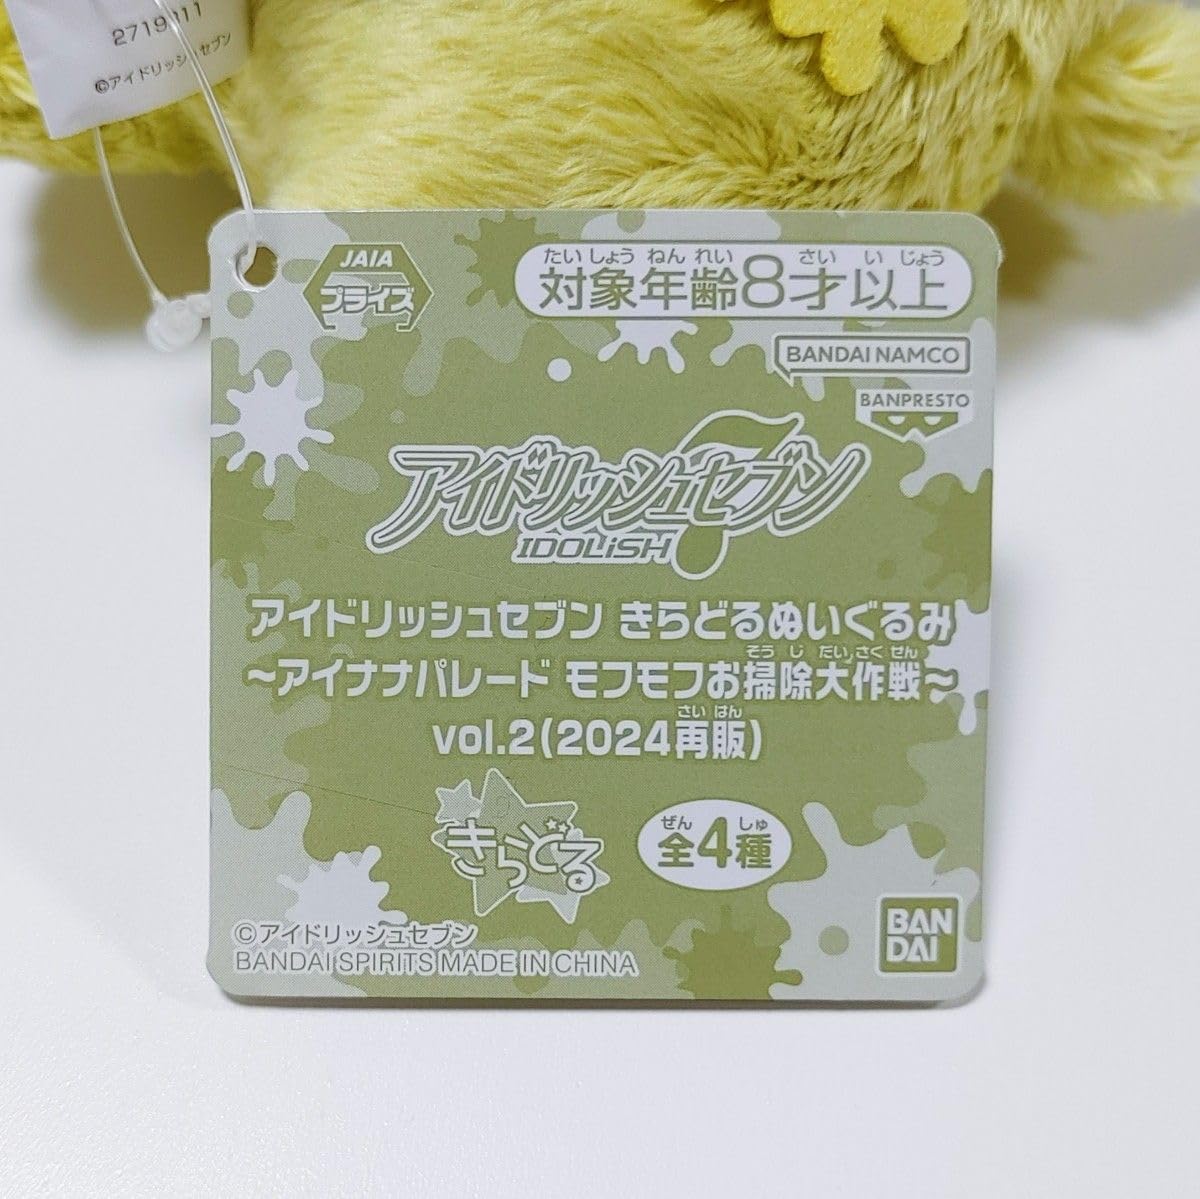 ©アイドリッシュセブン
JAIA
プライズ
たいしょうねんれい さいいじょう
対象年齢8才以上
BANDAI NAMCO
BANPRESTO
アイドリッシュセブン
IDOLiSH7
アイドリッシュセブン きらどるぬいぐるみ
そうじだいさくせん
~アイナナパレード モフモフお掃除大作戦~
さいはん
vol.2(2024再販)
きらどる
ぜん しゅ
全4種
©アイドリッシュセブン
BANDAI SPIRITS MADE IN CHINA
BAN
DAI